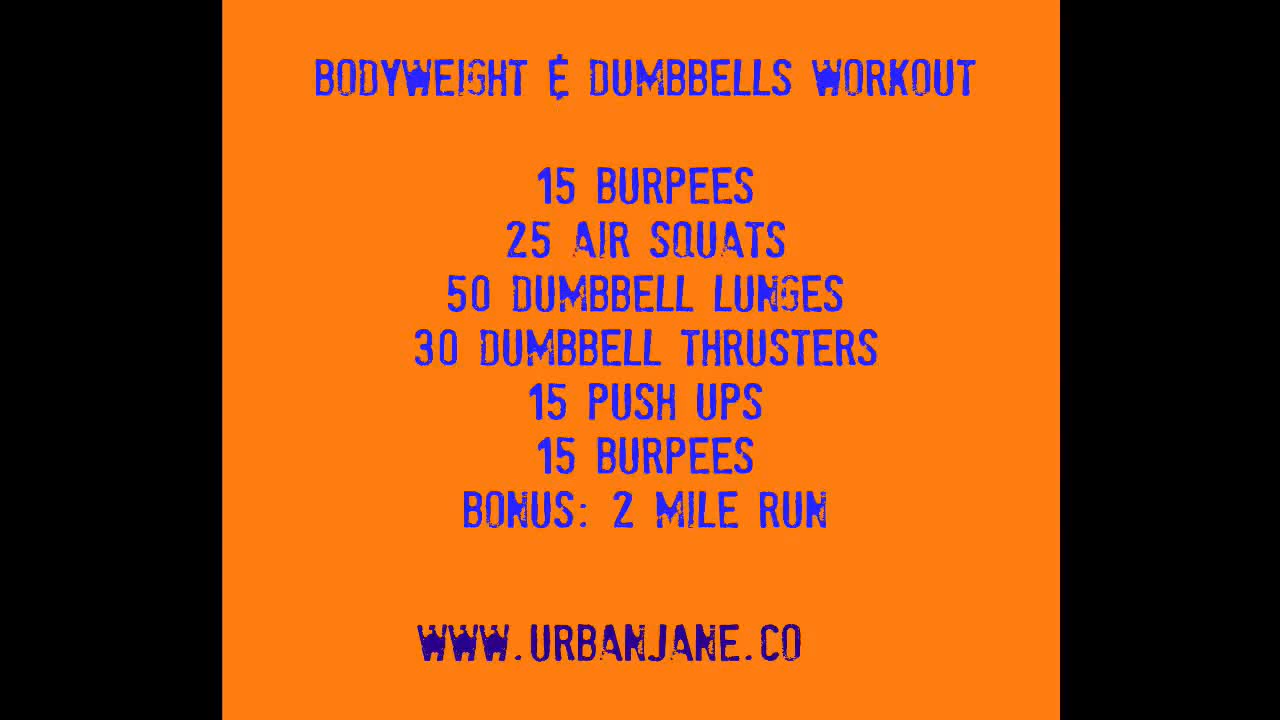 BODYWEIGHT & DUMBBELLS WORKOUT
15 BURPEES
25 AIR SQUATS
50 DUMBBELL LUNGES
30 DUMBBELL THRUSTERS
15 PUSH UPS
15 BURPEES
BONUS: 2 MILE RUN
WWW.URBANJANE.CO